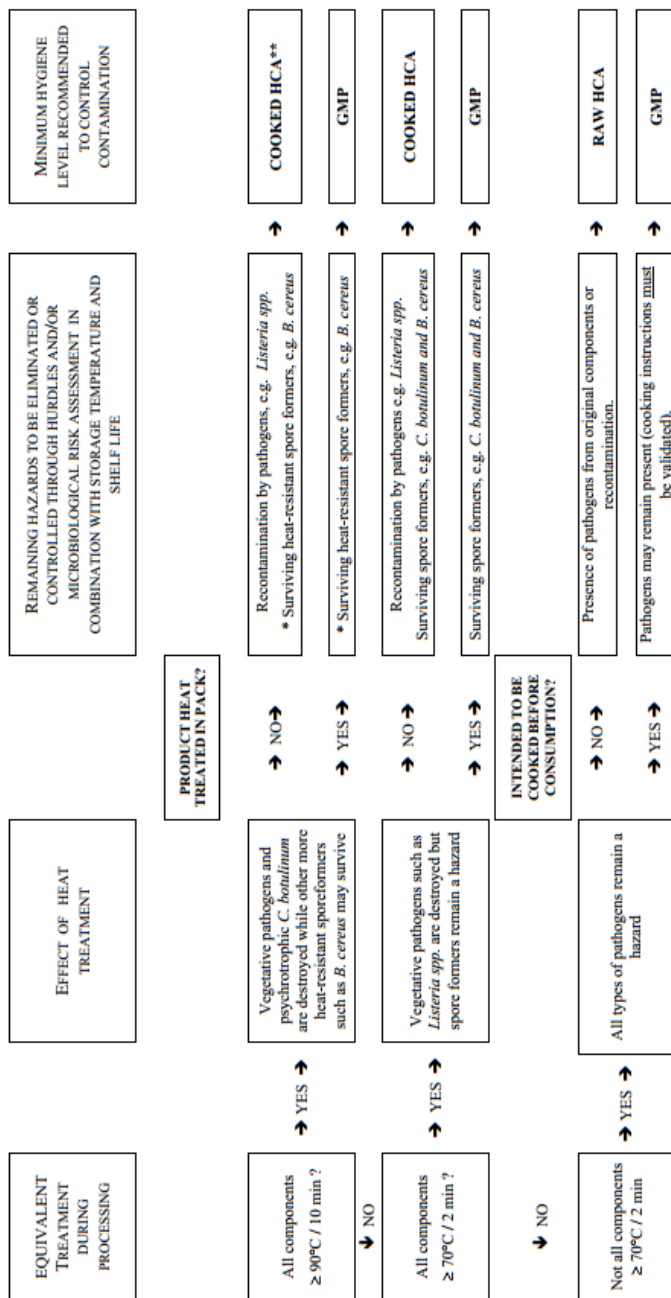 EQUIVALENT
TREATMENT
DURING
PROCESSING
EFFECT OF HEAT
TREATMENT
REMAINING HAZARDS TO BE ELIMINATED OR
CONTROLLED THROUGH HURDLES AND/OR
MICROBIOLOGICAL RISK ASSESSMENT IN
COMBINATION WITH STORAGE TEMPERATURE AND
SHELF LIFE
MINIMUM HYGIENE
LEVEL RECOMMENDED
TO CONTROL
CONTAMINATION
PRODUCT HEAT
TREATED IN PACK?
All components
≥ 90°C / 10 min ?
➔ YES ➔
Vegetative pathogens and
psychrotrophic C. botulinum
are destroyed while other more
heat-resistant sporeformers
such as B. cereus may survive
➔ NO➔
Recontamination by pathogens, e.g. Listeria spp.
* Surviving heat-resistant spore formers, e.g. B. cereus
➔
COOKED HCA**
➔ YES ➔
* Surviving heat-resistant spore formers, e.g. B. cereus
➔
GMP
🡻 NO
All components
≥ 70°C / 2 min ?
➔ YES ➔
Vegetative pathogens such as
Listeria spp. are destroyed but
spore formers remain a hazard
➔ NO ➔
Recontamination by pathogens e.g. Listeria spp.
Surviving spore formers, e.g. C. botulinum and B. cereus
➔
COOKED HCA
➔ YES ➔
Surviving spore formers, e.g. C. botulinum and B. cereus
➔
GMP
INTENDED TO BE
COOKED BEFORE
CONSUMPTION?
🡻 NO
Not all components
≥ 70°C / 2 min
➔ YES➔
All types of pathogens remain a
hazard
➔ NO ➔
Presence of pathogens from original components or
recontamination.
➔
RAW HCA
➔ YES ➔
Pathogens may remain present (cooking instructions must
be validated).
➔
GMP